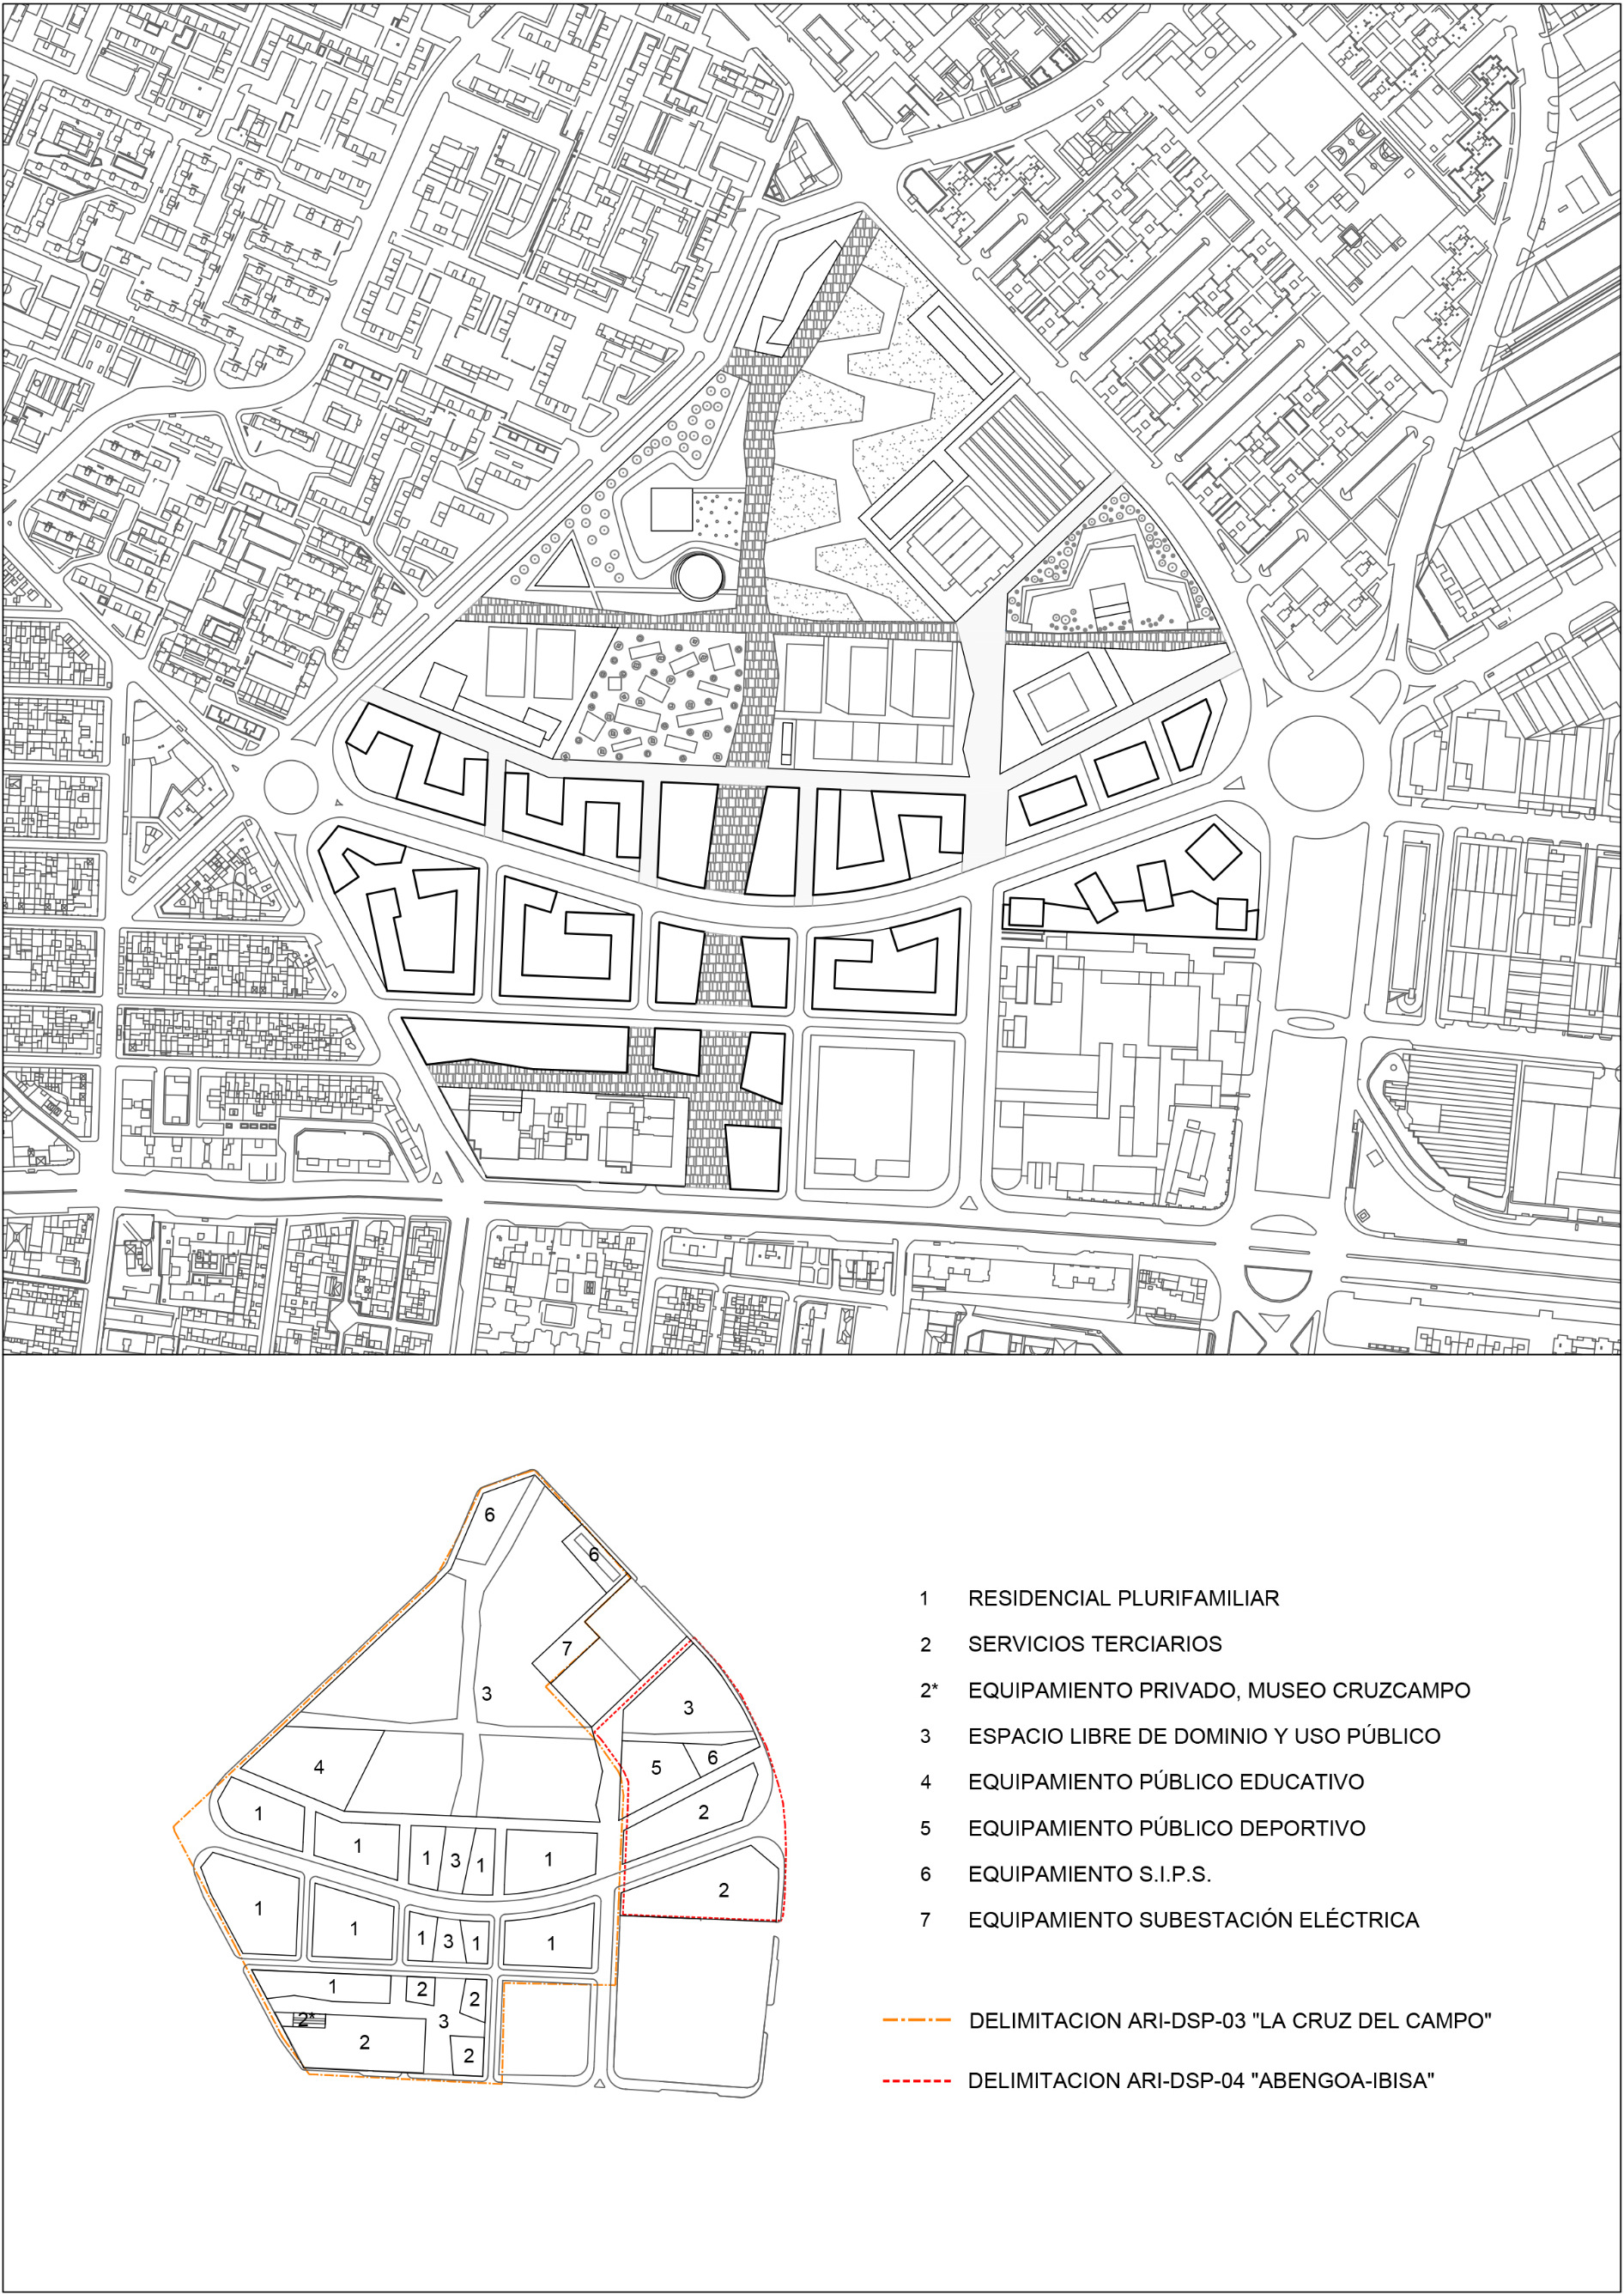 6
6
7
3
3
4
5
6
1
2
1
1
3
1
1
2
1
1
1
3
1
1
1
2
2
2*
3
2
2
1 RESIDENCIAL PLURIFAMILIAR
2 SERVICIOS TERCIARIOS
2* EQUIPAMIENTO PRIVADO, MUSEO CRUZCAMPO
3 ESPACIO LIBRE DE DOMINIO Y USO PÚBLICO
4 EQUIPAMIENTO PÚBLICO EDUCATIVO
5 EQUIPAMIENTO PÚBLICO DEPORTIVO
6 EQUIPAMIENTO S.I.P.S.
7 EQUIPAMIENTO SUBESTACIÓN ELÉCTRICA
DELIMITACION ARI-DSP-03 "LA CRUZ DEL CAMPO"
DELIMITACION ARI-DSP-04 "ABENGOA-IBISA"